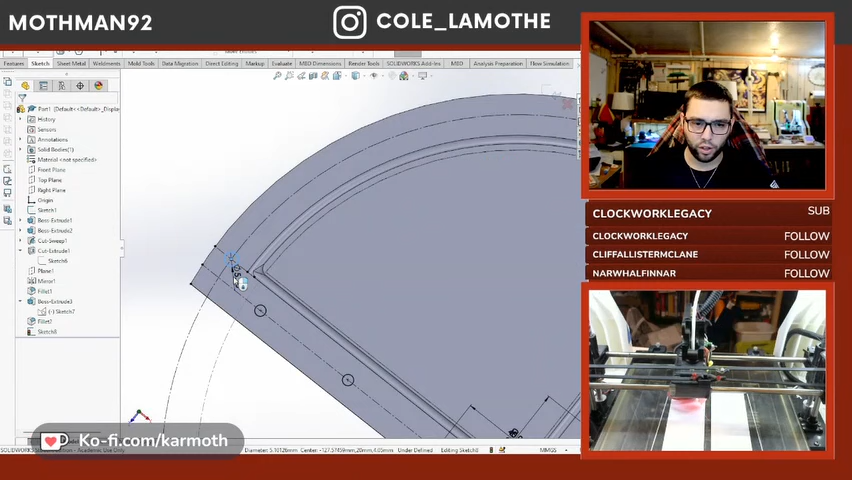 MOTHMAN92
COLE_LAMOTHE
Features Sketch Sheet Metal Weldments Mold Tools Data Migration Direct Editing Markup Evaluate MBD Dimensions Render Tools SOLIDWORKS Add-Ins MBD Analysis Preparation Flow Simulation
Part1 (Default<<Default>_Displa
History
Sensors
Annotations
Solid Bodies(1)
Material <not specified>
Front Plane
Top Plane
Right Plane
Origin
Sketch1
Boss-Extrude1
Boss-Extrude2
Cut-Sweep1
Cut-Extrude1
Sketch6
Plane1
Mirror1
Fillet1
Boss-Extrude3
(-) Sketch7
Fillet2
Sketch8
Ko-fi.com/karmoth
Under Defined
Editing Sketch8
MMGS
CLOCKWORKLEGACY SUB
CLOCKWORKLEGACY FOLLOW
CLIFFALLISTERMCLANE FOLLOW
NARWHALFINNAR FOLLOW